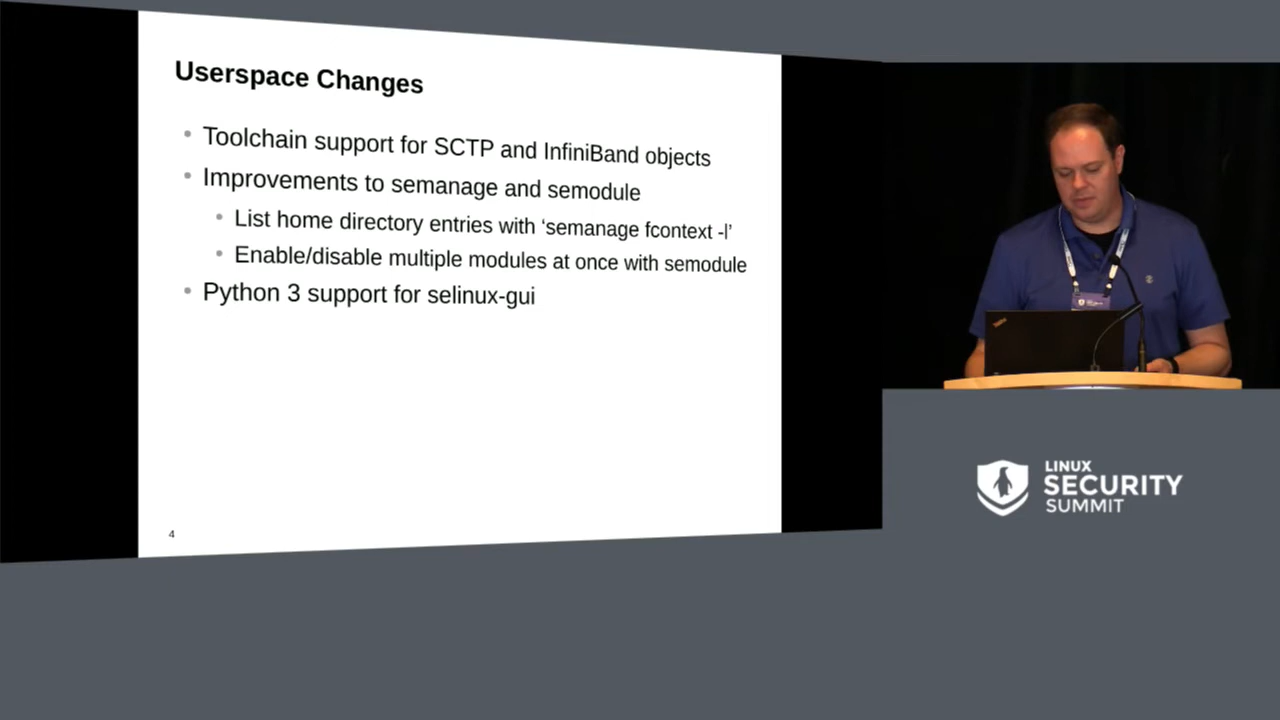 Userspace Changes
Toolchain support for SCTP and InfiniBand objects
Improvements to semanage and semodule
List home directory entries with ‘semanage fcontext -l’
Enable/disable multiple modules at once with semodule
Python 3 support for selinux-gui
4
LINUX
SECURITY
SUMMIT